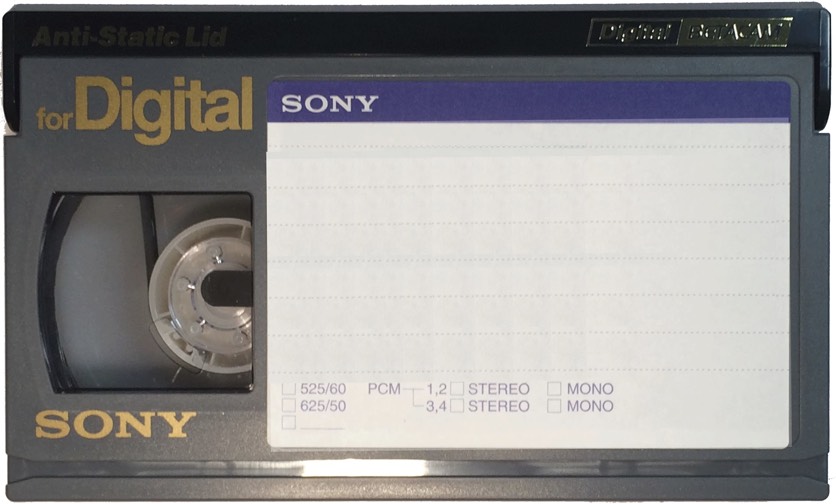 Anti-Static Lid
Digital BETACAM
for Digital
SONY
525/60 PCM 1,2 STEREO MONO
625/50 3,4 STEREO MONO
SONY